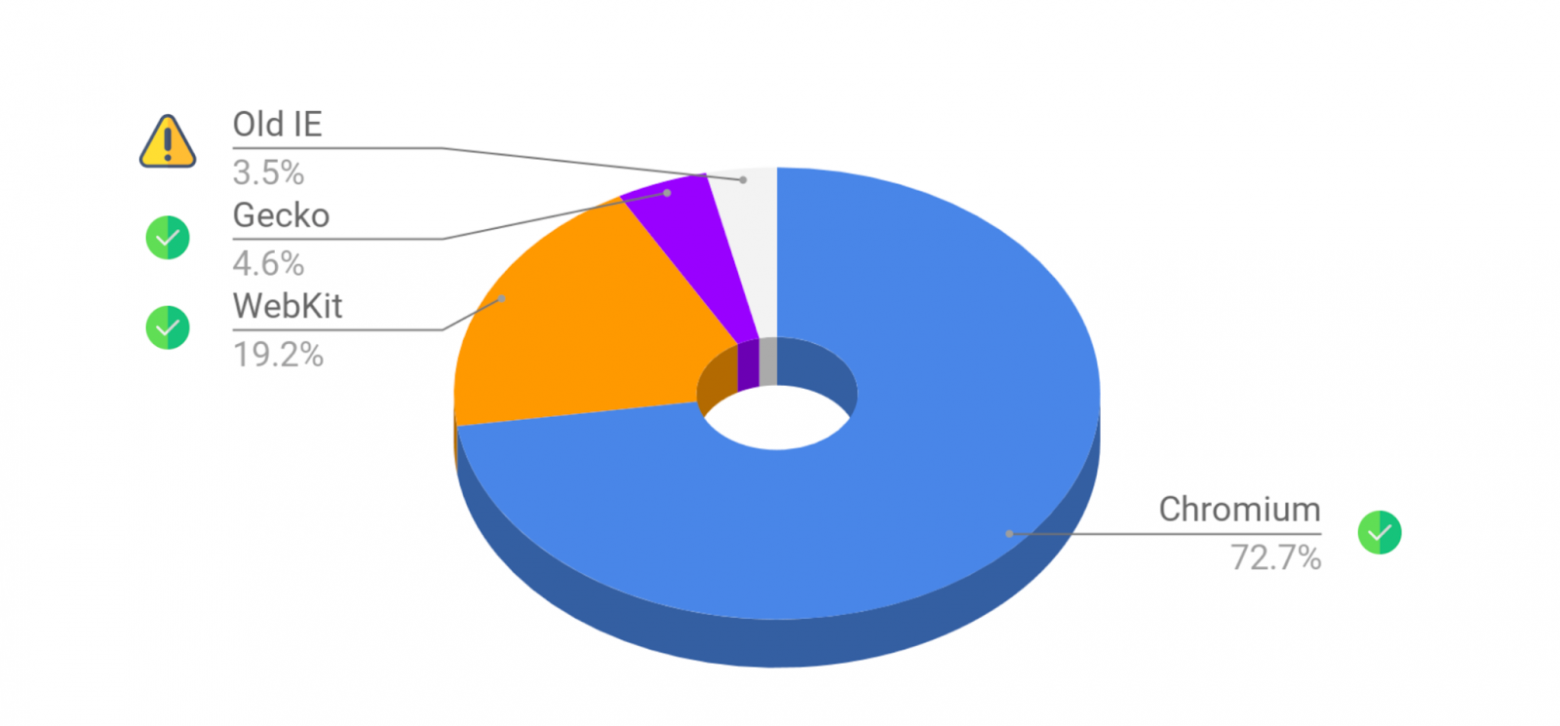 Old IE
3.5%
Gecko
4.6%
WebKit
19.2%
Chromium
72.7%